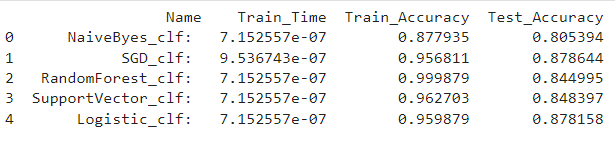 Name Train_Time Train_Accuracy Test_Accuracy
0 NaiveByes_clf: 7.152557e-07 0.877935 0.805394
1 SGD_clf: 9.536743e-07 0.956811 0.878644
2 RandomForest_clf: 7.152557e-07 0.999879 0.844995
3 SupportVector_clf: 7.152557e-07 0.962703 0.848397
4 Logistic_clf: 7.152557e-07 0.959879 0.878158